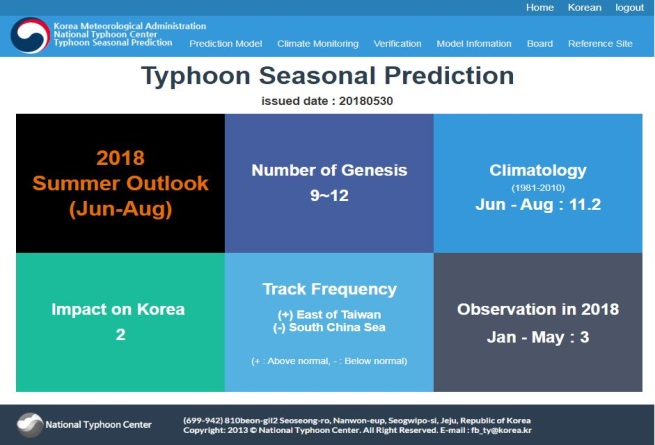 Home Korean logout
Korea Meteorological Administration
National Typhoon Center
Typhoon Seasonal Prediction
Prediction Model Climate Monitoring Verification Model Infomation Board Reference Site
Typhoon Seasonal Prediction
issued date : 20180530
2018
Summer Outlook
(Jun-Aug)
Number of Genesis
9~12
Climatology
(1981-2010)
Jun - Aug : 11.2
Impact on Korea
2
Track Frequency
(+) East of Taiwan
(-) South China Sea
(+ : Above normal, - : Below normal)
Observation in 2018
Jan - May : 3
National Typhoon Center
(699-942) 810beon-gil2 Seoseong-ro, Nanwon-eup, Seogwipo-si, Jeju, Republic of Korea
Copyright: 2013 © National Typhoon Center. All Right Reserved. E-mail : fb_ty@korea.kr